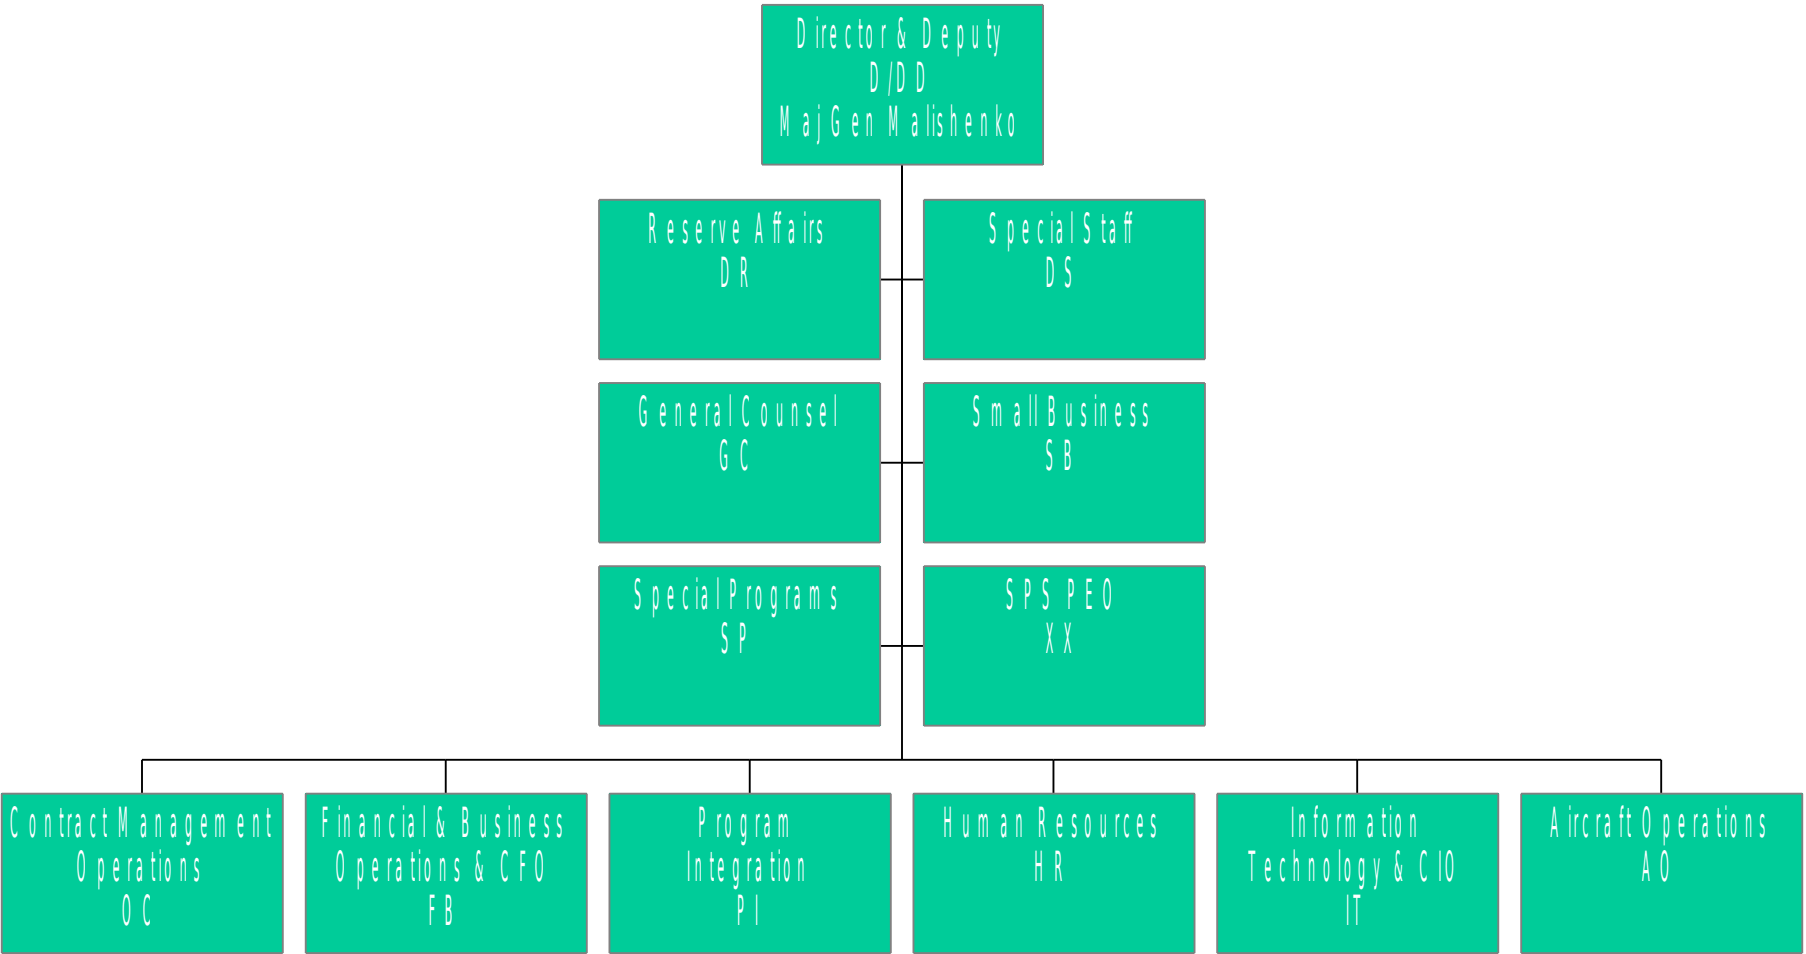 Director & Deputy
D/DD
MajGen Malishenko
Reserve Affairs
DR
Special Staff
DS
General Counsel
GC
Small Business
SB
Special Programs
SP
SPS PEO
XX
Contract Management
Operations
OC
Financial & Business
Operations & CFO
FB
Program
Integration
PI
Human Resources
HR
Information
Technology & CIO
IT
Aircraft Operations
AO